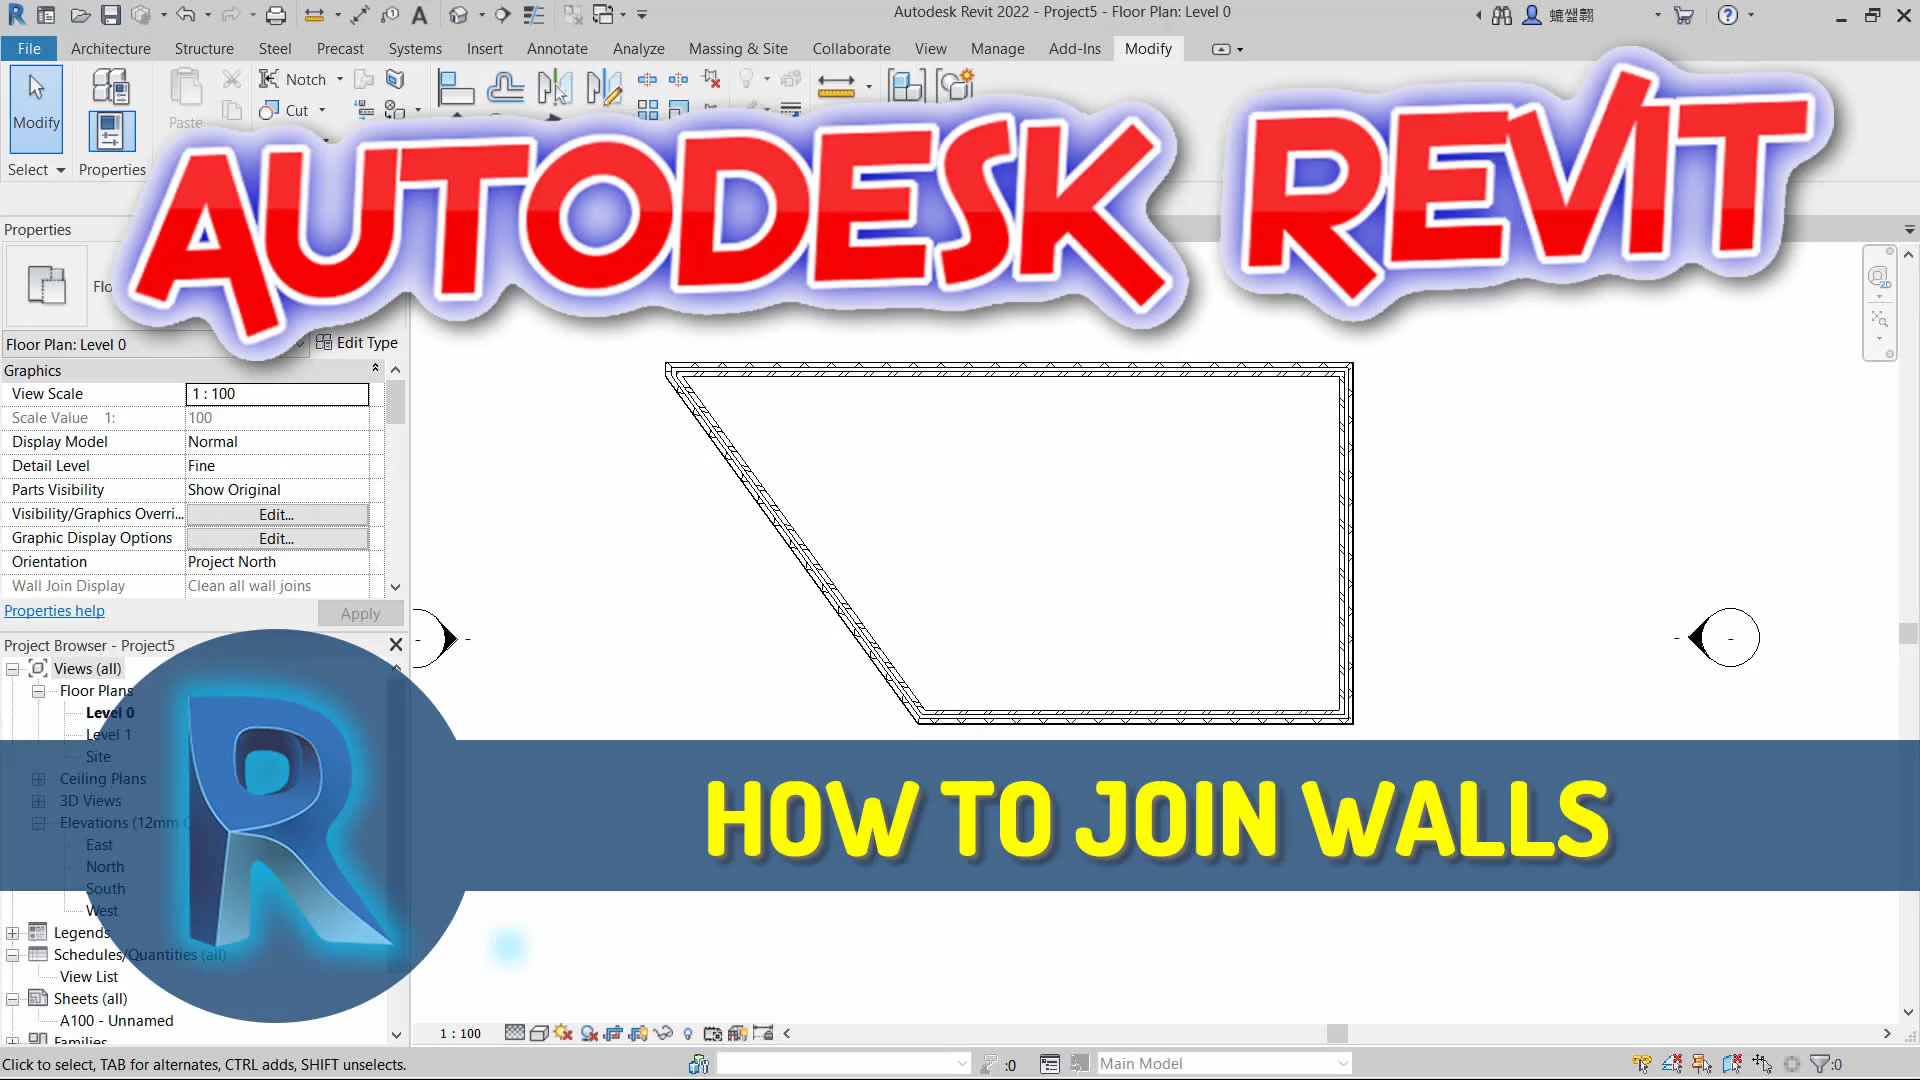 Autodesk Revit 2022 - Project5 - Floor Plan: Level 0
File Architecture Structure Steel Precast Systems Insert Annotate Analyze Massing & Site Collaborate View Manage Add-Ins Modify
Modify
Paste
Notch
Cut
Select
Properties
AUTODESK REVIT
Properties
Floor Plan: Level 0
Edit Type
Graphics
View Scale 1 : 100
Scale Value 1: 100
Display Model Normal
Detail Level Fine
Parts Visibility Show Original
Visibility/Graphics Overri... Edit...
Graphic Display Options Edit...
Orientation Project North
Wall Join Display Clean all wall joins
Properties help
Apply
Project Browser - Project5
Views (all)
Floor Plans
Level 0
Level 1
Site
Ceiling Plans
3D Views
Elevations (12mm
East
North
South
West
HOW TO JOIN WALLS
Legends
Schedules/Quantities (all)
View List
Sheets (all)
A100 - Unnamed
Families
1 : 100
Click to select, TAB for alternates, CTRL adds, SHIFT unselects.
:0
Main Model
:0